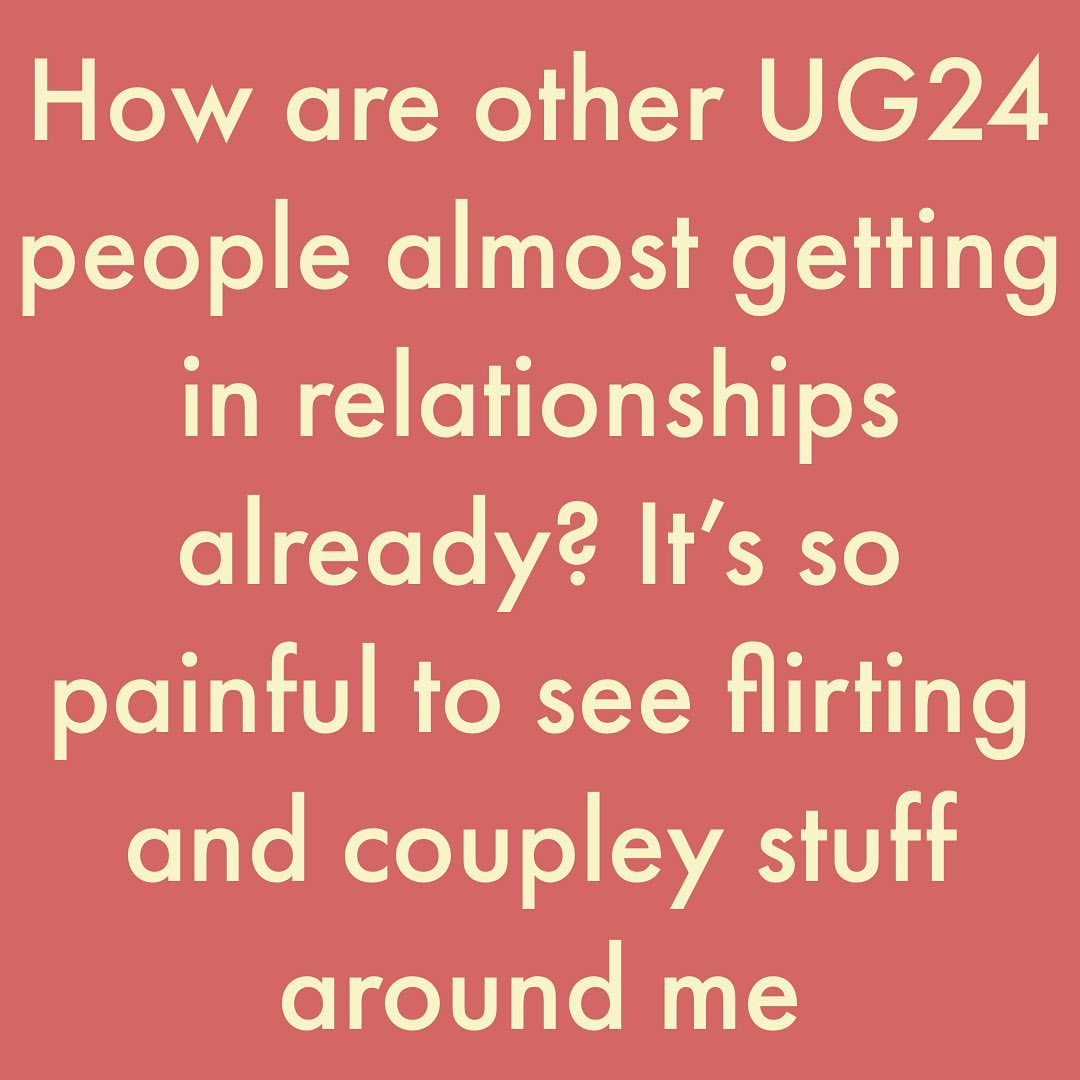 How are other UG24
people almost getting
in relationships
already? It’s so
painful to see flirting
and coupley stuff
around me